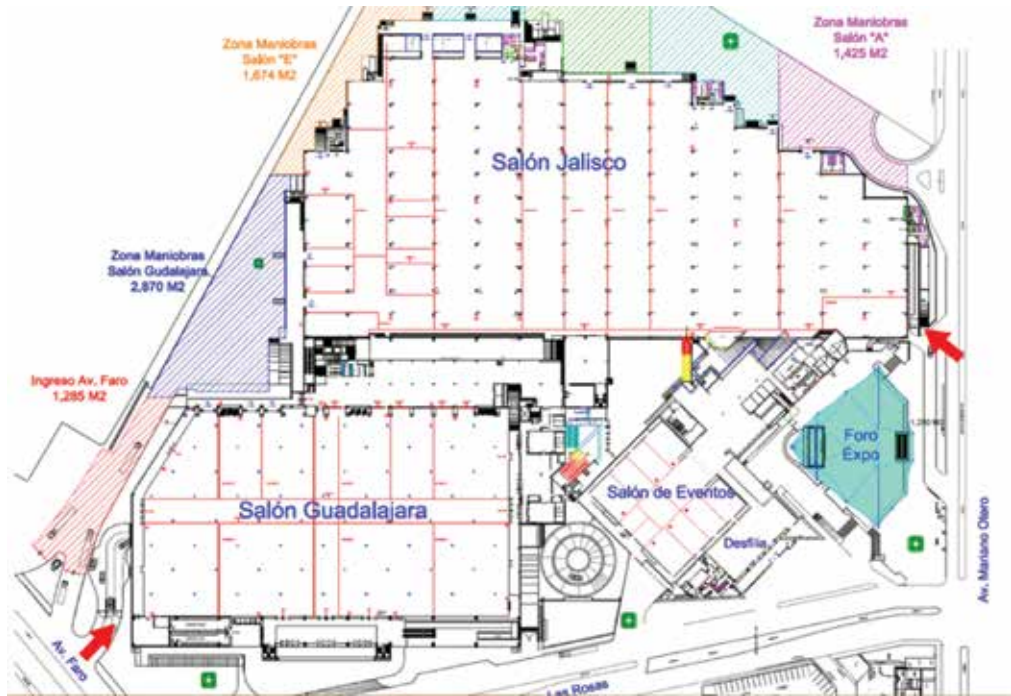 Zona Maniobras
Salón "E"
1,674 M2
Zona Maniobras
Salón "A"
1,425 M2
Salón Jalisco
Zona Maniobras
Salón Gudalajara
2,870 M2
Ingreso Av. Faro
1,285 M2
Foro
Expo
Salón de Eventos
Salón Guadalajara
Desfila
Av. Mariano Otero
Av. Faro
Las Rosas